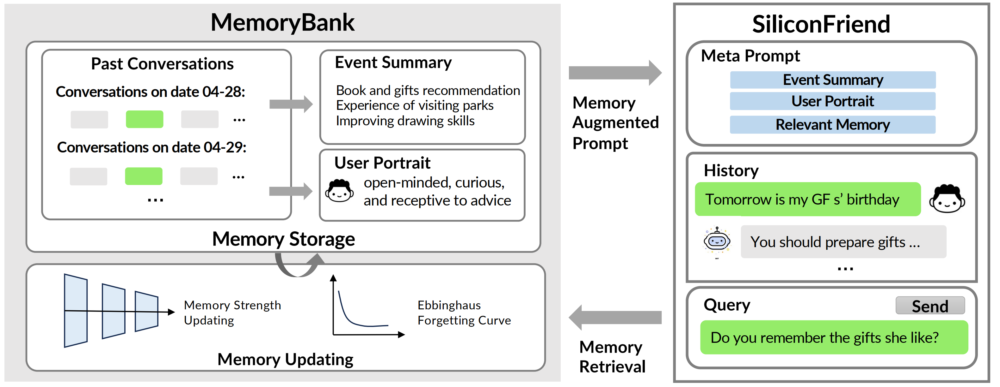 MemoryBank
Past Conversations
Conversations on date 04-28:
...
Conversations on date 04-29:
...
...
Event Summary
Book and gifts recommendation
Experience of visiting parks
Improving drawing skills
User Portrait
open-minded, curious,
and receptive to advice
Memory Storage
Memory Strength
Updating
Ebbinghaus
Forgetting Curve
Memory Updating
Memory
Augmented
Prompt
Memory
Retrieval
SiliconFriend
Meta Prompt
Event Summary
User Portrait
Relevant Memory
History
Tomorrow is my GF s’ birthday
BOT
You should prepare gifts ...
...
Query
Send
Do you remember the gifts she like?